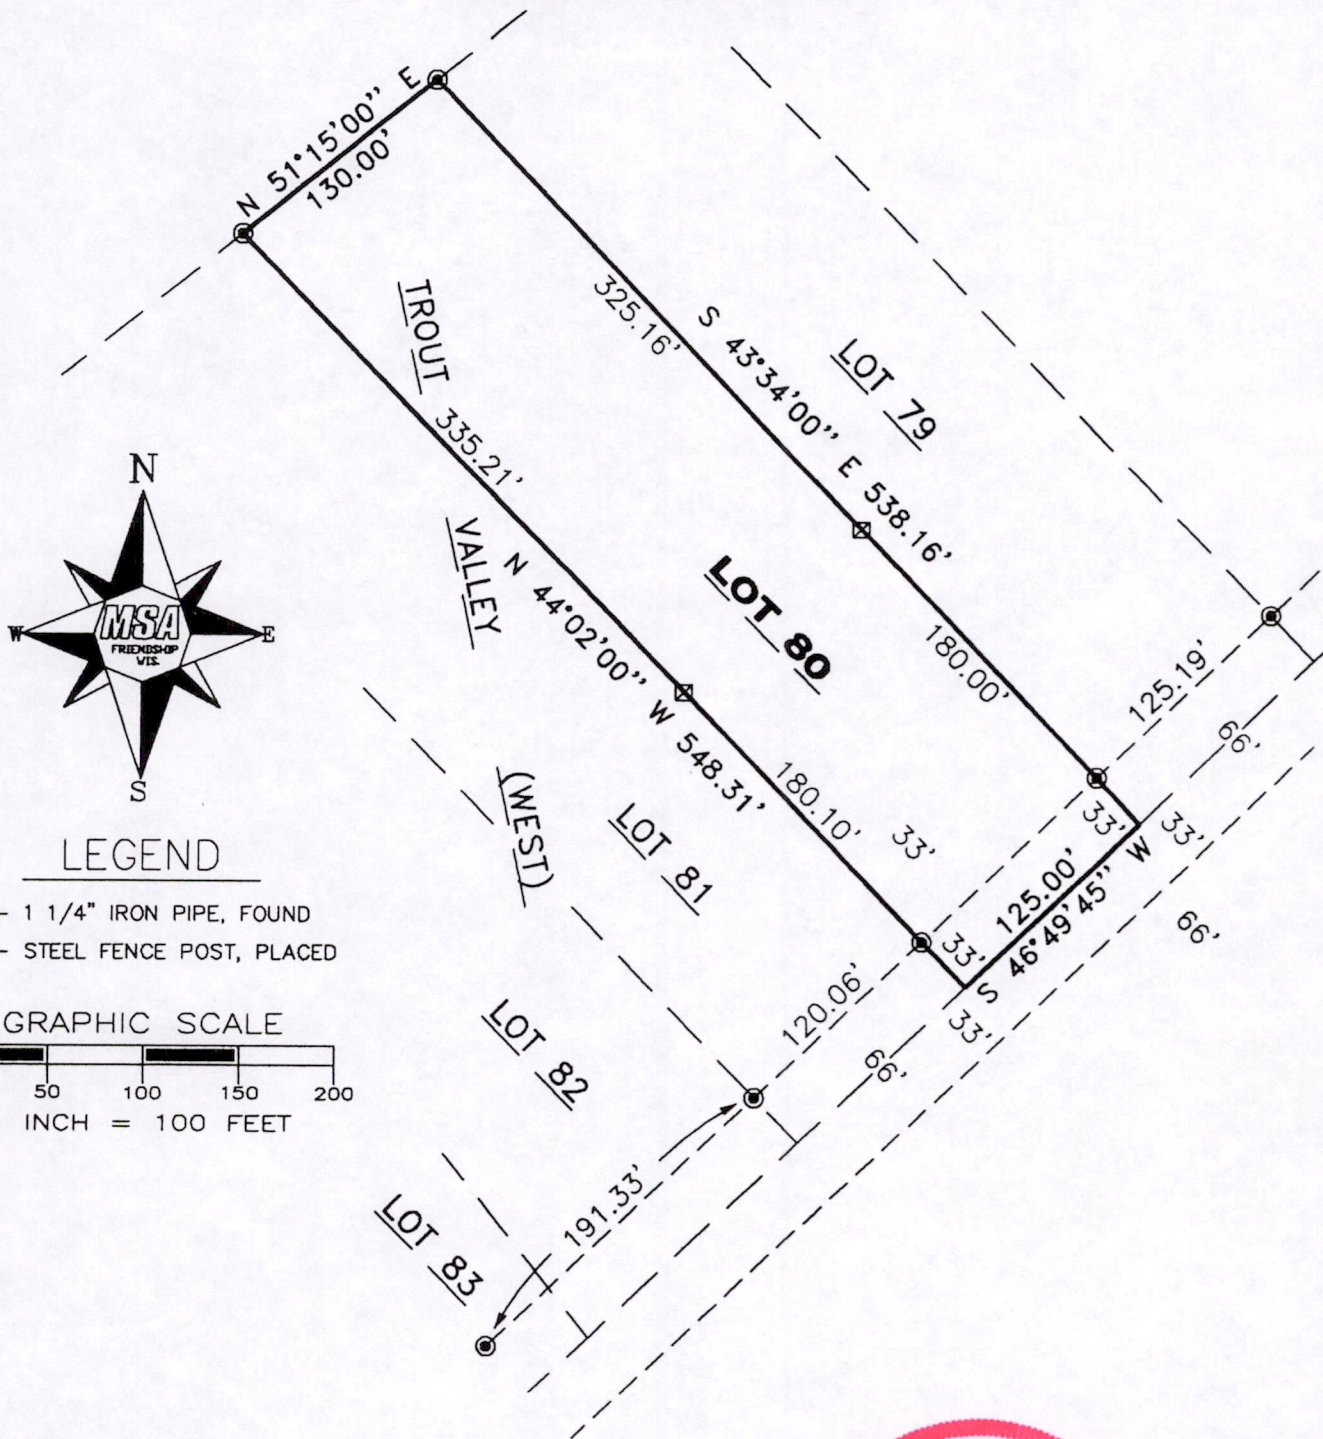 N 51°15'00" E
130.00'
TROUT
VALLEY
(WEST)
325.16'
S 43°34'00" E 538.16'
LOT 79
335.21'
N 44°02'00" W 548.31'
LOT 80
180.00'
180.10'
125.19'
66'
33'
33'
33'
125.00'
S 46°49'45" W
33'
66'
33'
LOT 81
120.06'
66'
LOT 82
191.33'
LOT 83
N
W
E
S
MSA
FRIENDSHIP
WIS.
LEGEND
- 1 1/4" IRON PIPE, FOUND
- STEEL FENCE POST, PLACED
GRAPHIC SCALE
50 100 150 200
INCH = 100 FEET